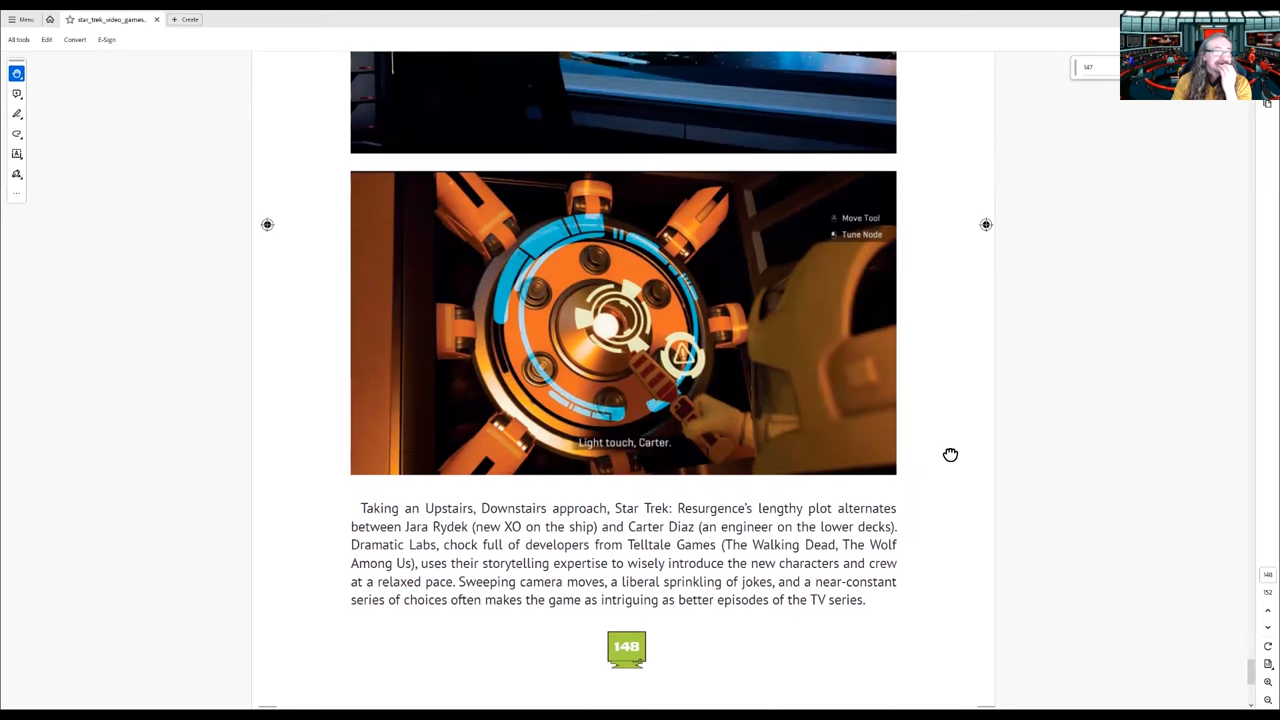 Menu
star_trek_video_games...
Create
All tools
Edit
Convert
E-Sign
147
Move Tool
Tune Node
Light touch, Carter.
Taking an Upstairs, Downstairs approach, Star Trek: Resurgence's lengthy plot alternates
between Jara Rydek (new XO on the ship) and Carter Diaz (an engineer on the lower decks).
Dramatic Labs, chock full of developers from Telltale Games (The Walking Dead, The Wolf
Among Us), uses their storytelling expertise to wisely introduce the new characters and crew
at a relaxed pace. Sweeping camera moves, a liberal sprinkling of jokes, and a near-constant
series of choices often makes the game as intriguing as better episodes of the TV series.
148
148
152